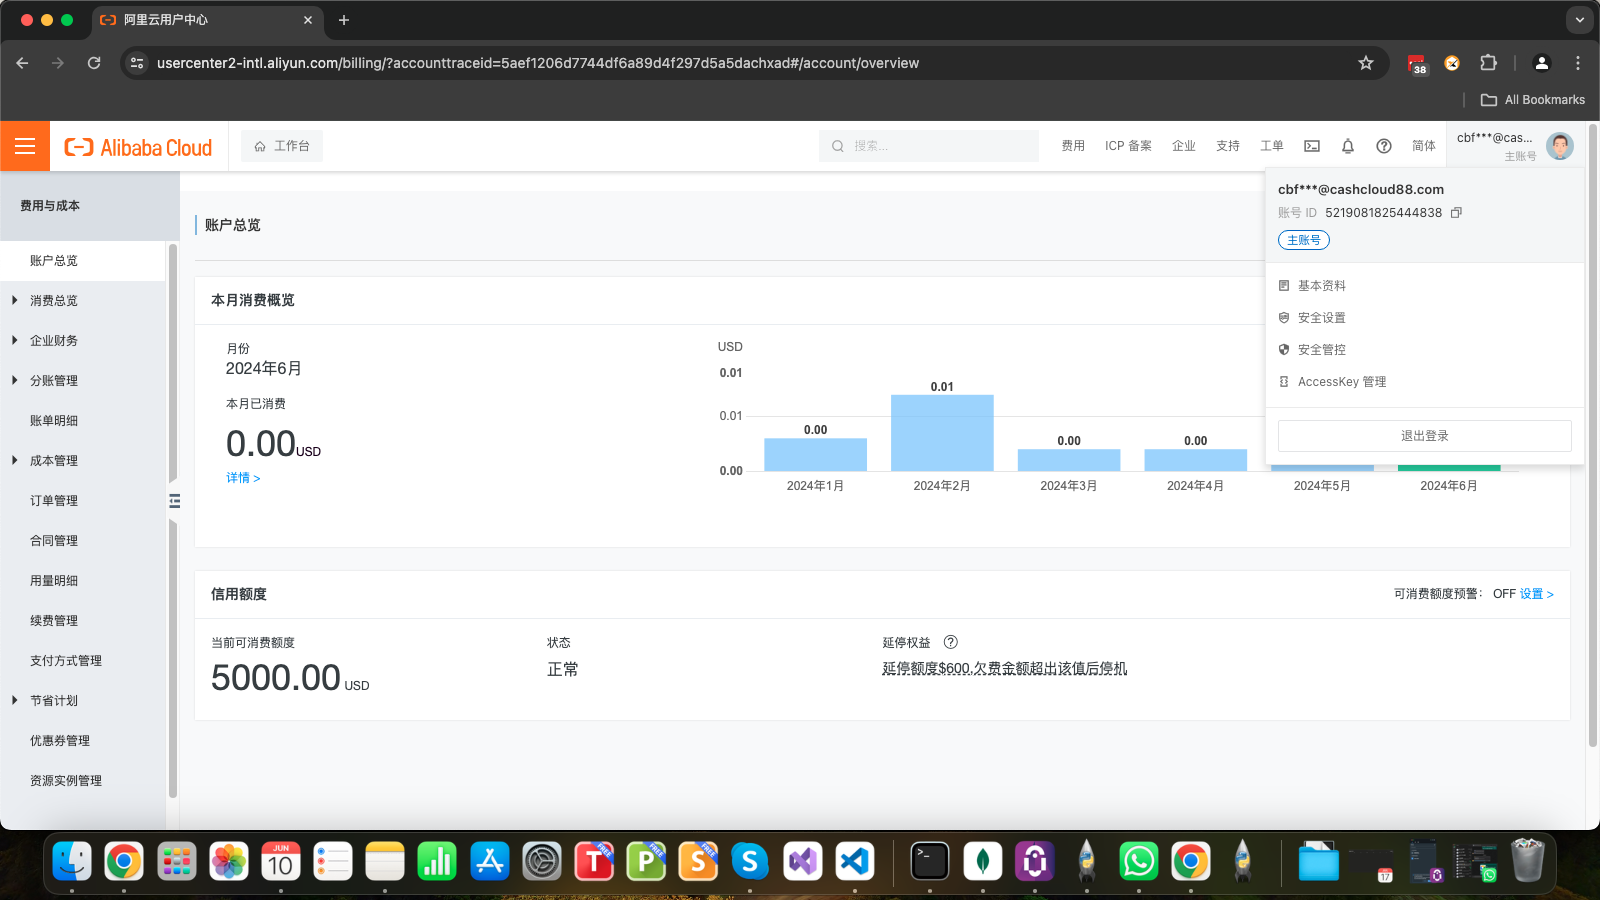 阿里云用户中心
usercenter2-intl.aliyun.com/billing/?accounttraceid=5aef1206d7744df6a89d4f297d5a5dachxad#/account/overview
38
All Bookmarks
Alibaba Cloud
工作台
搜索...
费用
ICP 备案
企业
支持
工单
简体
cbf***@cas...
主账号
cbf***@cashcloud88.com
账号 ID 5219081825444838
主账号
基本资料
安全设置
安全管控
AccessKey 管理
退出登录
费用与成本
账户总览
消费总览
企业财务
分账管理
账单明细
成本管理
订单管理
合同管理
用量明细
续费管理
支付方式管理
节省计划
优惠券管理
资源实例管理
账户总览
本月消费概览
月份
2024年6月
本月已消费
0.00USD
详情 >
USD
0.01
0.01
0.00
0.00
0.01
0.00
0.00
2024年1月
2024年2月
2024年3月
2024年4月
2024年5月
2024年6月
信用额度
可消费额度预警： OFF 设置 >
当前可消费额度
5000.00 USD
状态
正常
延停权益
延停额度$600,欠费金额超出该值后停机
JUN
10
T
FREE
P
FREE
S
FREE
17